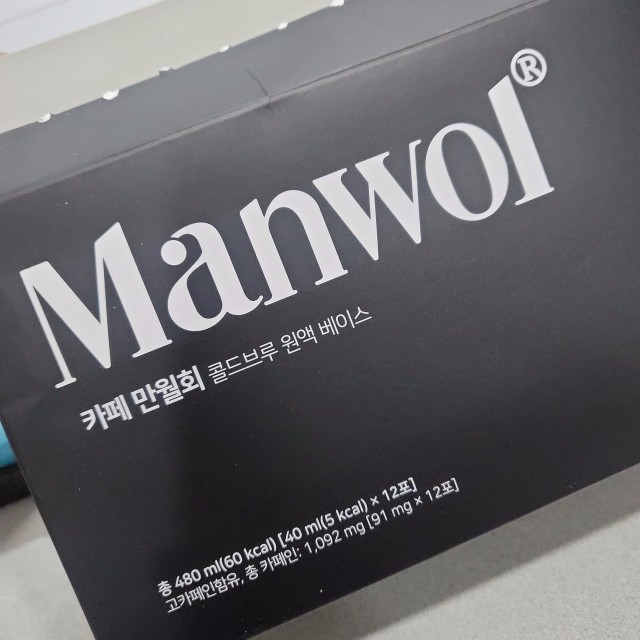 Manwol®
카페 만월회 콜드브루 원액 베이스
총 480 ml(60 kcal) [40 ml(5 kcal) × 12포]
고카페인함유, 총 카페인: 1,092 mg [91 mg × 12포]